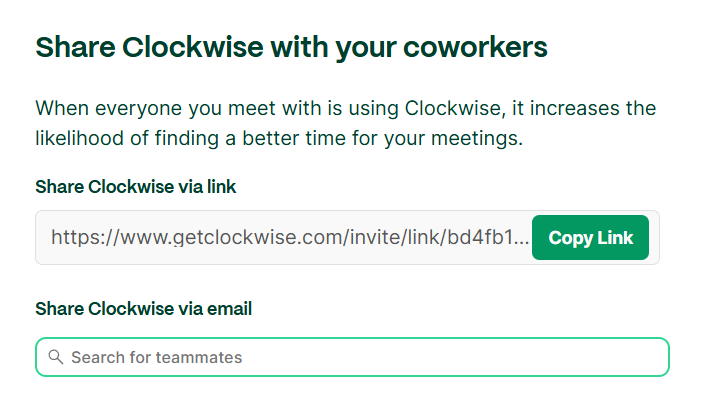 Share Clockwise with your coworkers
When everyone you meet with is using Clockwise, it increases the
likelihood of finding a better time for your meetings.
Share Clockwise via link
https://www.getclockwise.com/invite/link/bd4fb1... Copy Link
Share Clockwise via email
Search for teammates